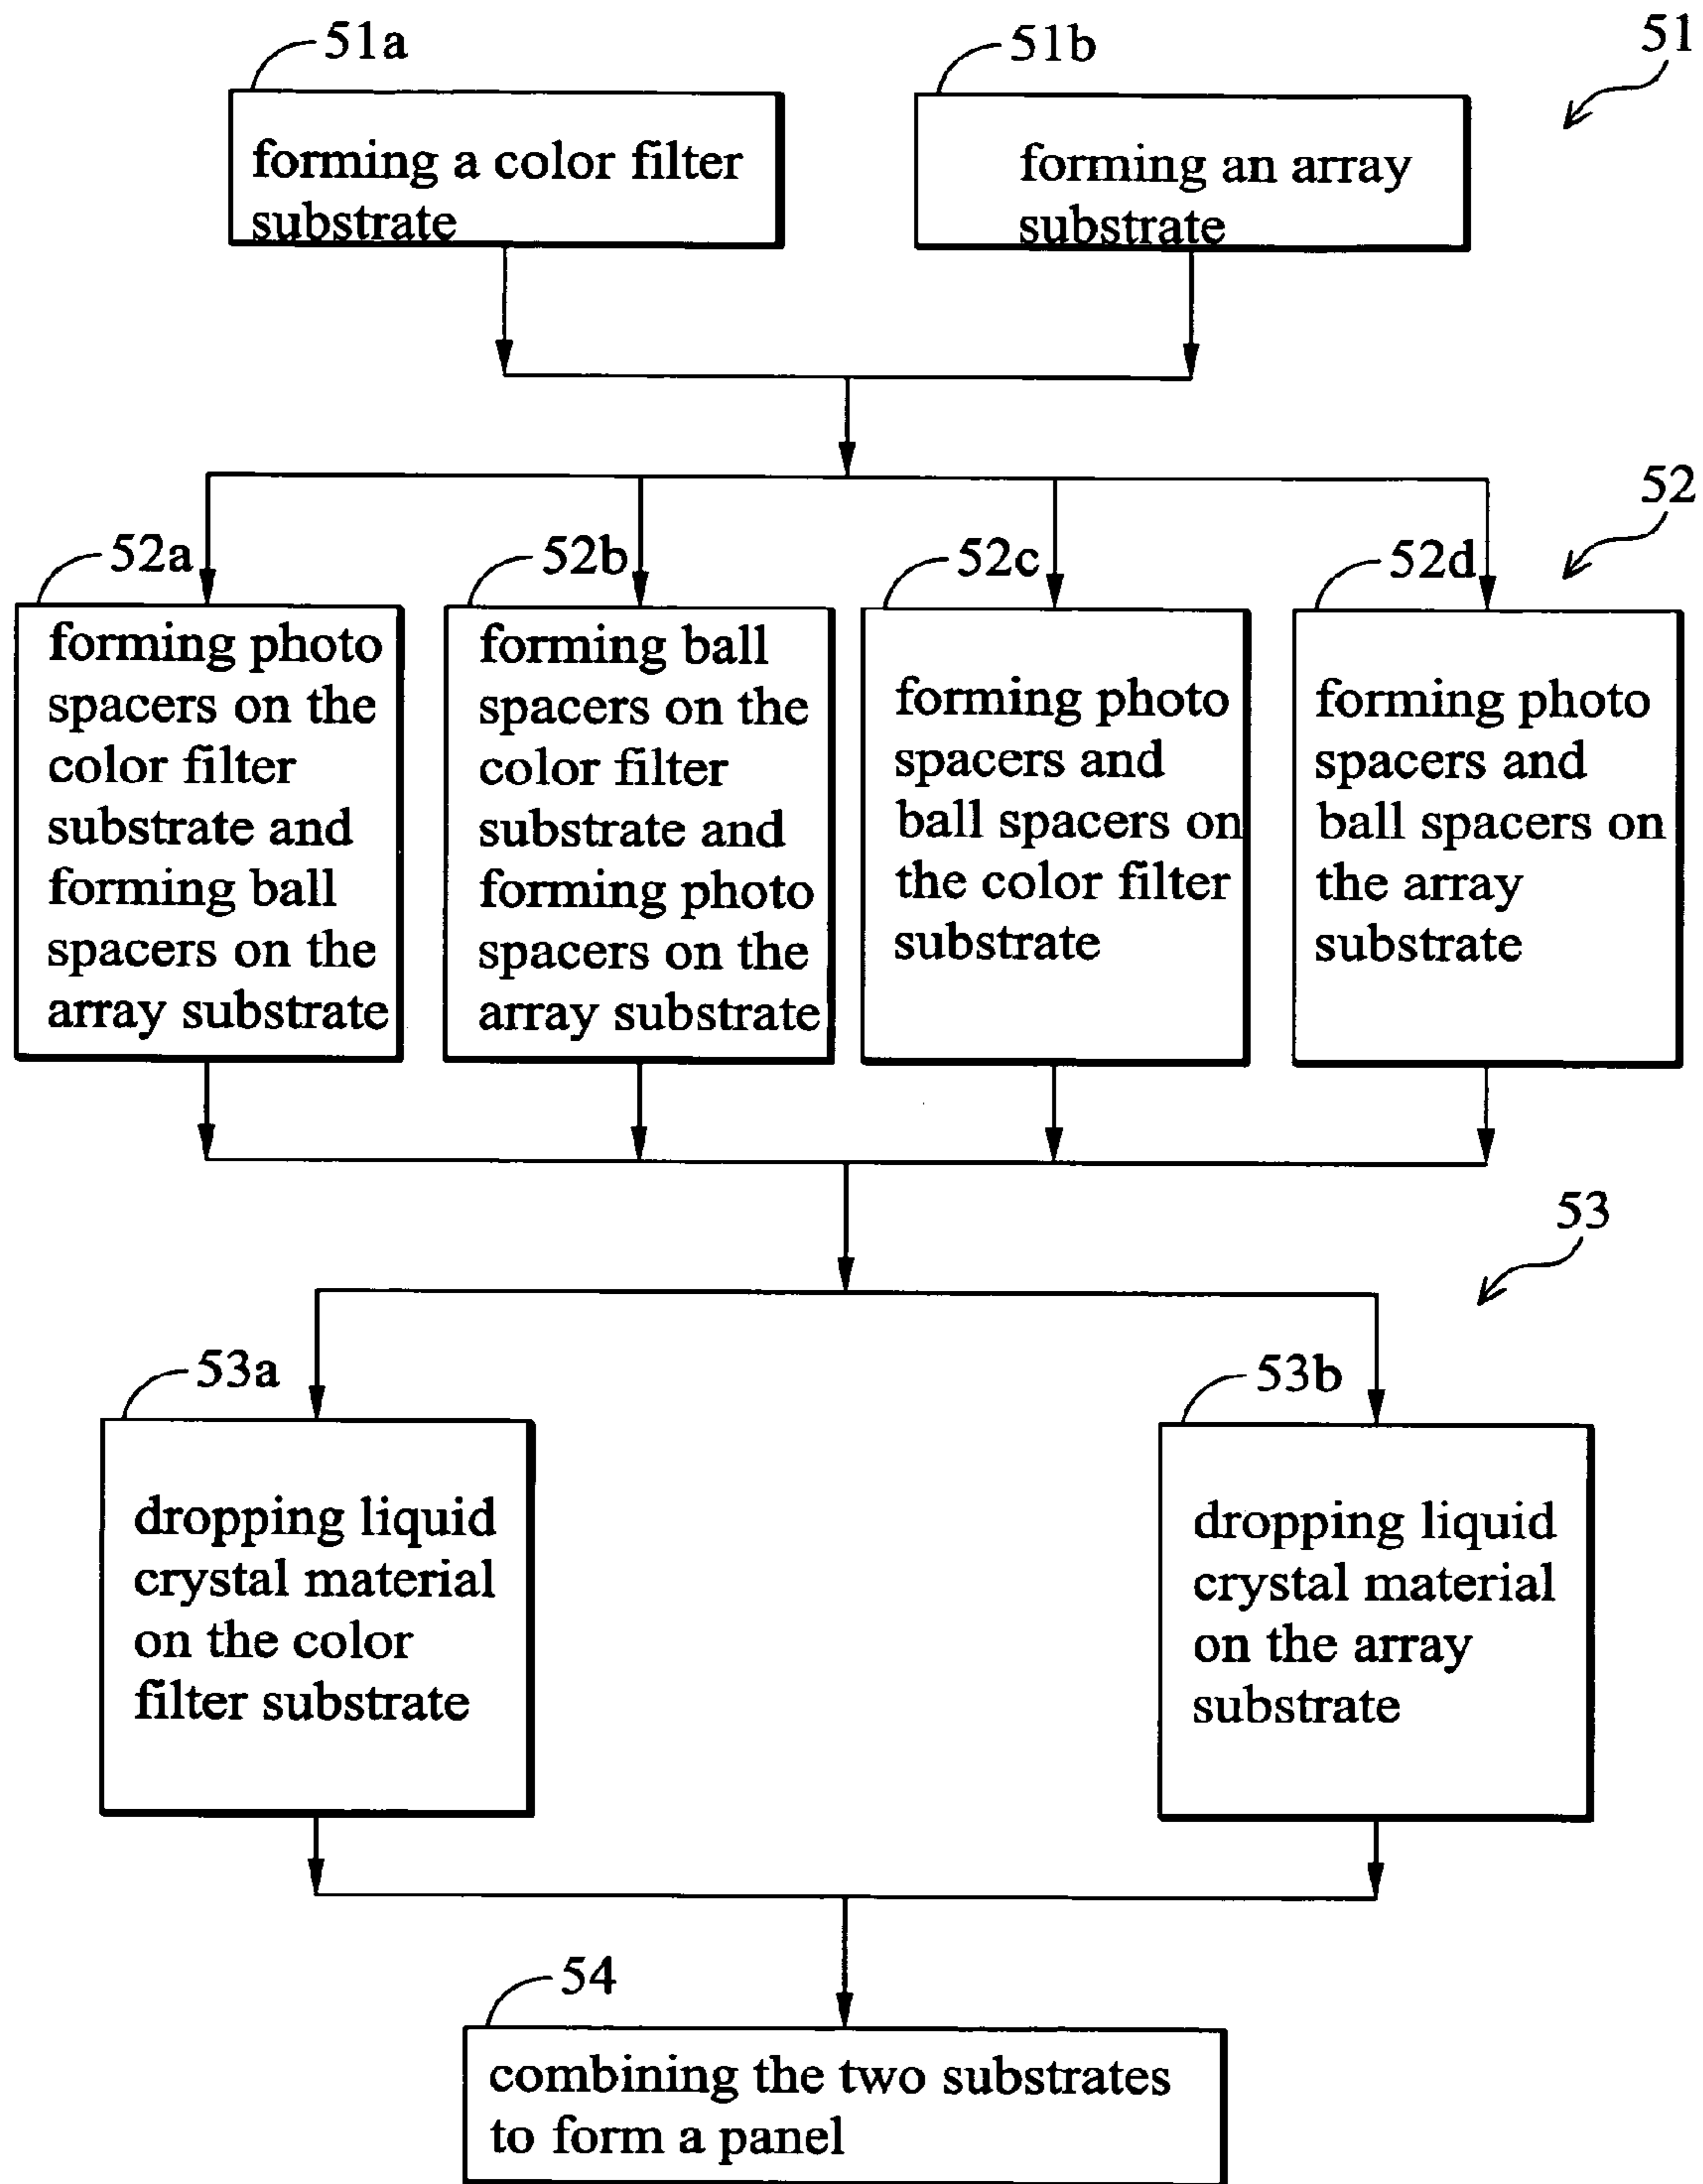 51a
51b
51
forming a color filter
substrate
forming an array
substrate
52
52a
52b
52c
52d
forming photo
spacers on the
color filter
substrate and
forming ball
spacers on the
array substrate
forming ball
spacers on the
color filter
substrate and
forming photo
spacers on the
array substrate
forming photo
spacers and
ball spacers on
the color filter
substrate
forming photo
spacers and
ball spacers on
the array
substrate
53
53a
53b
dropping liquid
crystal material
on the color
filter substrate
dropping liquid
crystal material
on the array
substrate
54
combining the two substrates
to form a panel